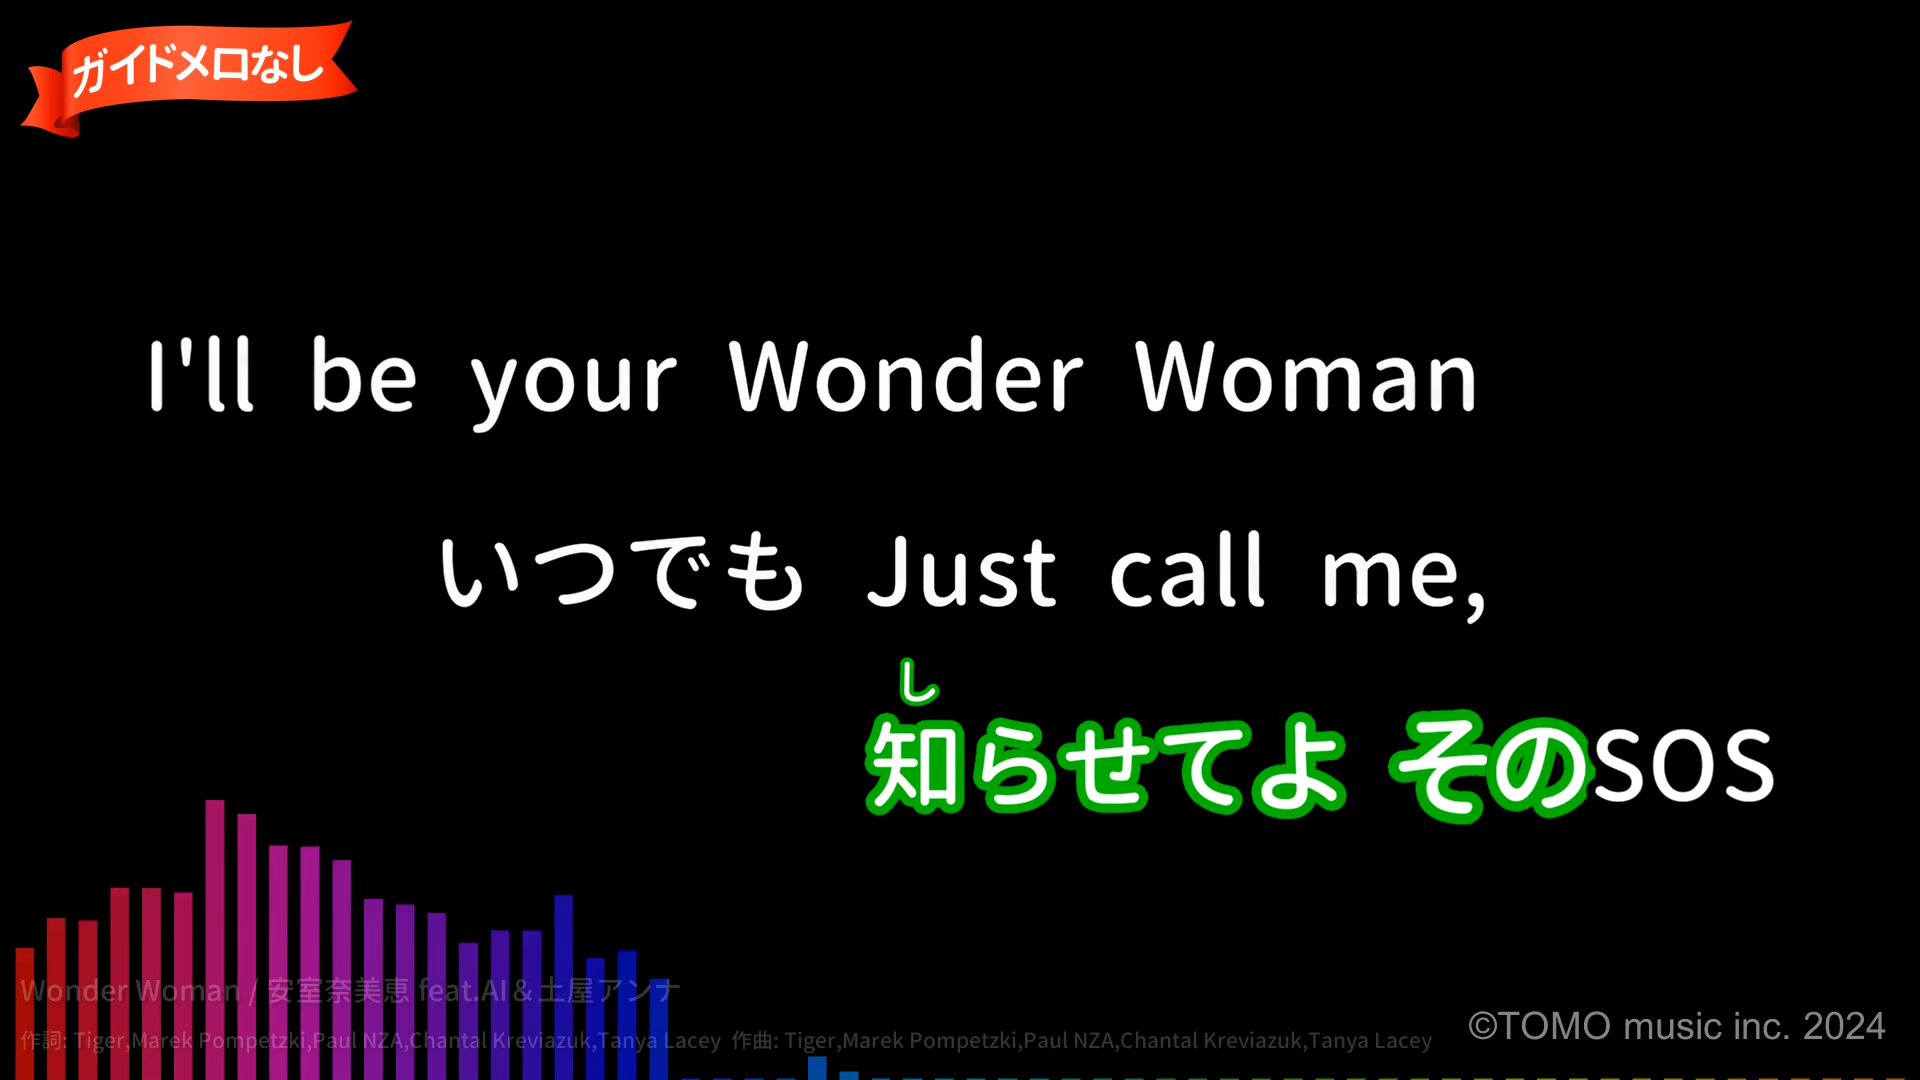 ガイドメロなし
I'll be your Wonder Woman
いつでも Just call me,
し
知らせてよ そのSOS
Wonder Woman / 安室奈美恵 feat.AI＆土屋アンナ
作詞: Tiger,Marek Pompetzki,Paul NZA,Chantal Kreviazuk,Tanya Lacey 作曲: Tiger,Marek Pompetzki,Paul NZA,Chantal Kreviazuk,Tanya Lacey
©TOMO music inc. 2024